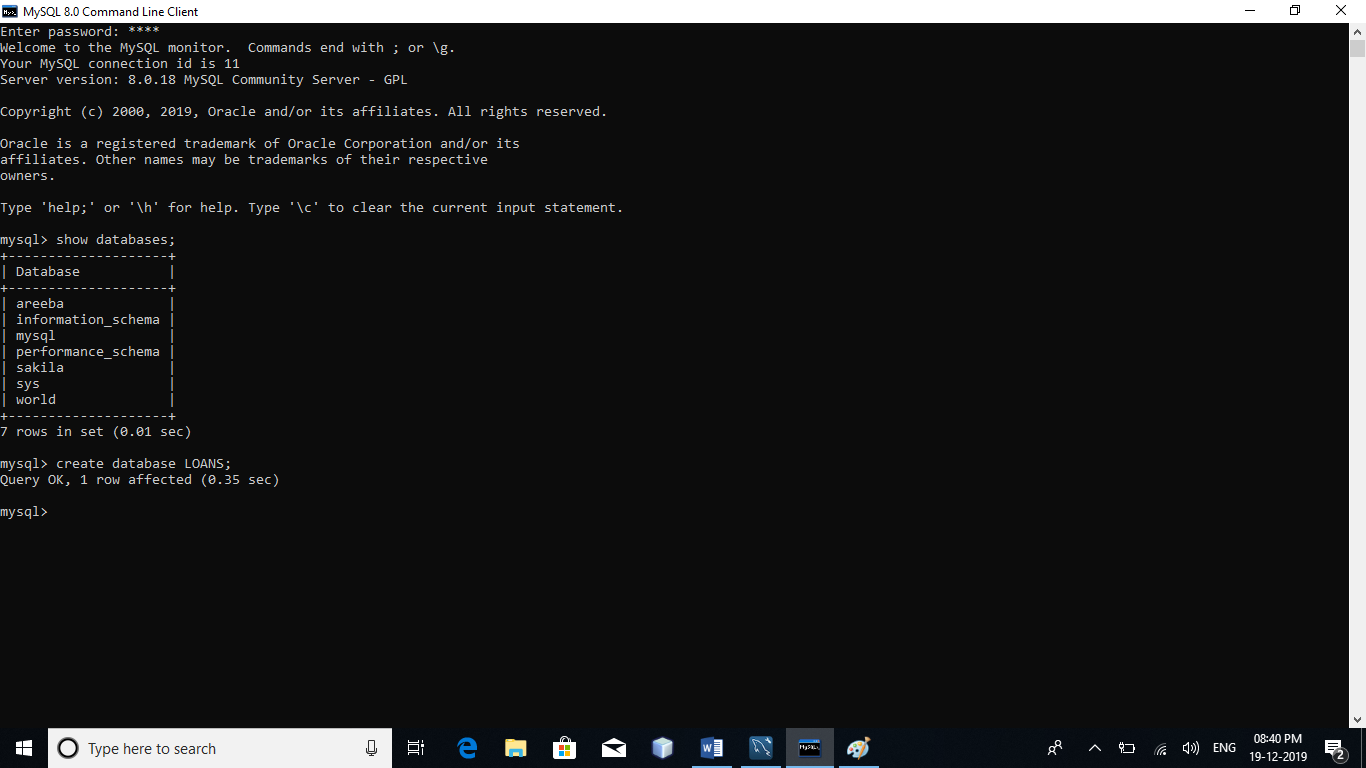 MySQL 8.0 Command Line Client
Enter password: ****
Welcome to the MySQL monitor.  Commands end with ; or \g.
Your MySQL connection id is 11
Server version: 8.0.18 MySQL Community Server - GPL
Copyright (c) 2000, 2019, Oracle and/or its affiliates. All rights reserved.
Oracle is a registered trademark of Oracle Corporation and/or its
affiliates. Other names may be trademarks of their respective
owners.
Type 'help;' or '\h' for help. Type '\c' to clear the current input statement.
mysql> show databases;
+--------------------+
| Database           |
+--------------------+
| areeba             |
| information_schema |
| mysql              |
| performance_schema |
| sakila             |
| sys                |
| world              |
+--------------------+
7 rows in set (0.01 sec)
mysql> create database LOANS;
Query OK, 1 row affected (0.35 sec)
mysql>
Type here to search
ENG
08:40 PM
19-12-2019
2